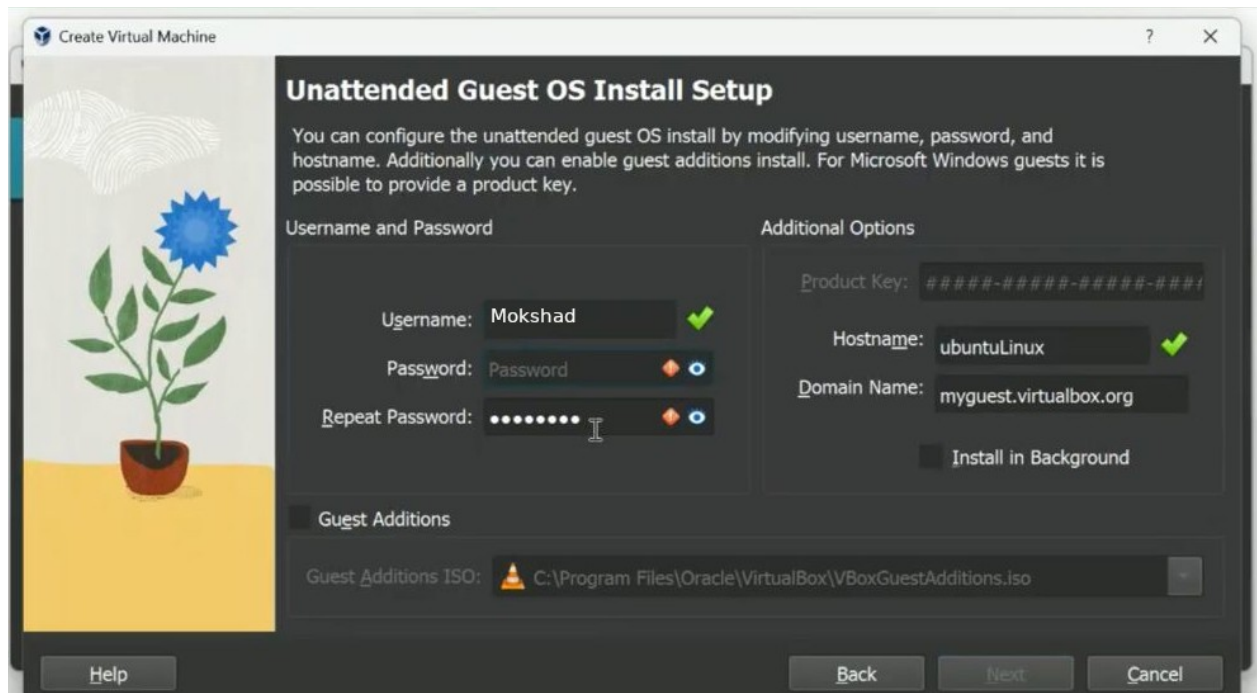 Create Virtual Machine
?
Unattended Guest OS Install Setup
You can configure the unattended guest OS install by modifying username, password, and
hostname. Additionally you can enable guest additions install. For Microsoft Windows guests it is
possible to provide a product key.
Username and Password
Username: Mokshad
Password: Password
Repeat Password: ●●●●●●●●
Additional Options
Product Key: #####-#####-#####-###
Hostname: ubuntuLinux
Domain Name: myguest.virtualbox.org
Install in Background
Guest Additions
Guest Additions ISO: C:\Program Files\Oracle\VirtualBox\VBoxGuestAdditions.iso
Help
Back
Next
Cancel